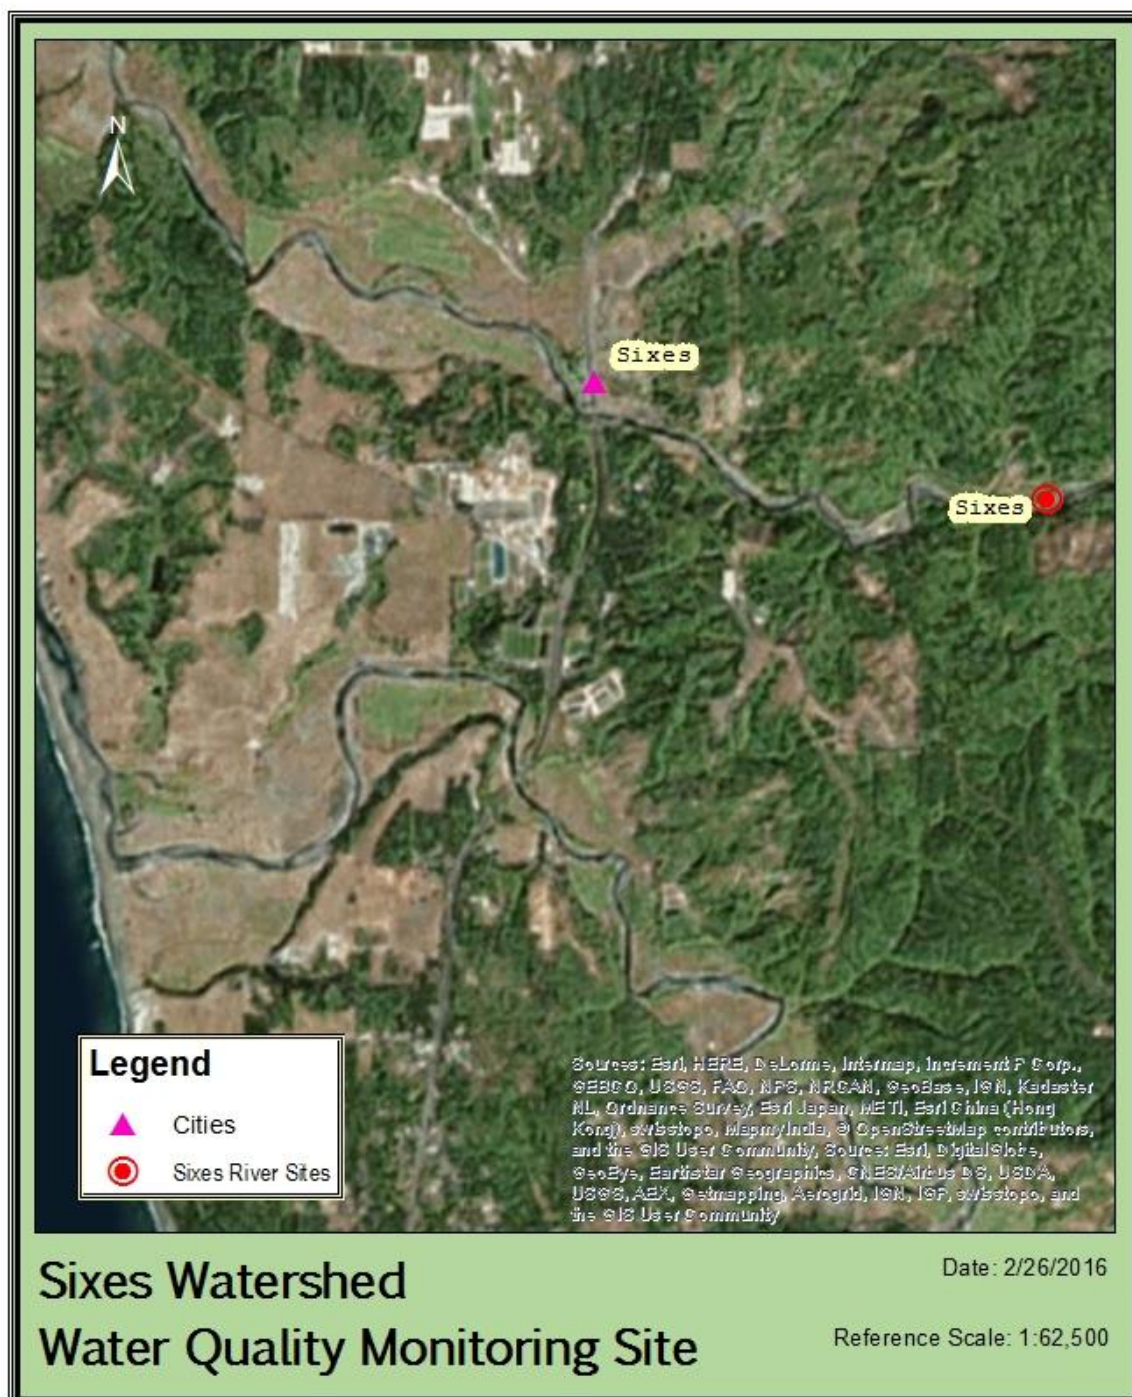 N
Sixes
Sixes
Legend
Cities
Sixes River Sites
Sources: Esri, HERE, DeLorme, Intermap, increment P Corp.,
GEBCO, USGS, FAO, NPS, NRCAN, GeoBase, IGN, Kadaster
NL, Ordnance Survey, Esri Japan, METI, Esri China (Hong
Kong), swisstopo, MapmyIndia, © OpenStreetMap contributors,
and the GIS User Community, Source: Esri, DigitalGlobe,
GeoEye, Earthstar Geographics, CNES/Airbus DS, USDA,
USGS, AEX, Getmapping, Aerogrid, IGN, IGP, swisstopo, and
the GIS User Community
Sixes Watershed
Water Quality Monitoring Site
Date: 2/26/2016
Reference Scale: 1:62,500